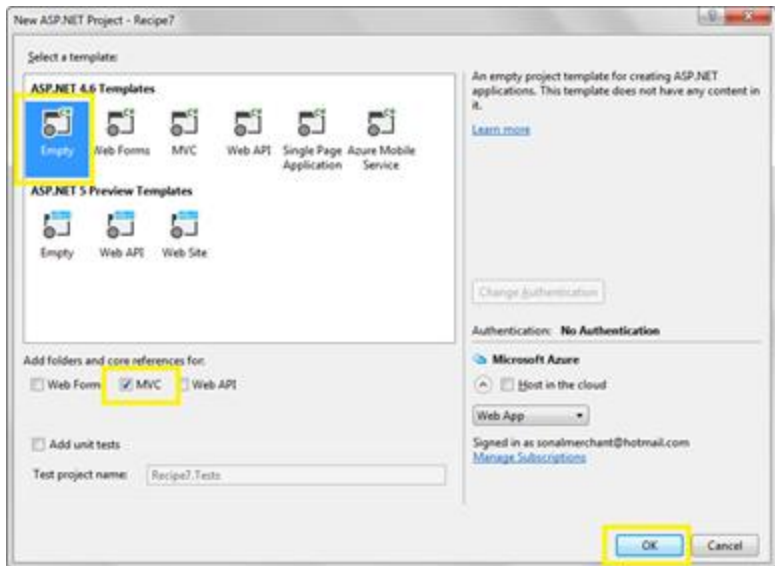 New ASP.NET Project - Recipe7
Select a template:
ASP.NET 4.6 Templates
Empty
Web Forms
MVC
Web API
Single Page Application
Azure Mobile Service
ASP.NET 5 Preview Templates
Empty
Web API
Web Site
An empty project template for creating ASP.NET
applications. This template does not have any content in
it.
Learn more
Change Authentication
Authentication: No Authentication
Add folders and core references for:
Web Form
MVC
Web API
Add unit tests
Test project name: Recipe7.Tests
Microsoft Azure
Host in the cloud
Web App
Signed in as sonalmerchant@hotmail.com
Manage Subscriptions
OK
Cancel